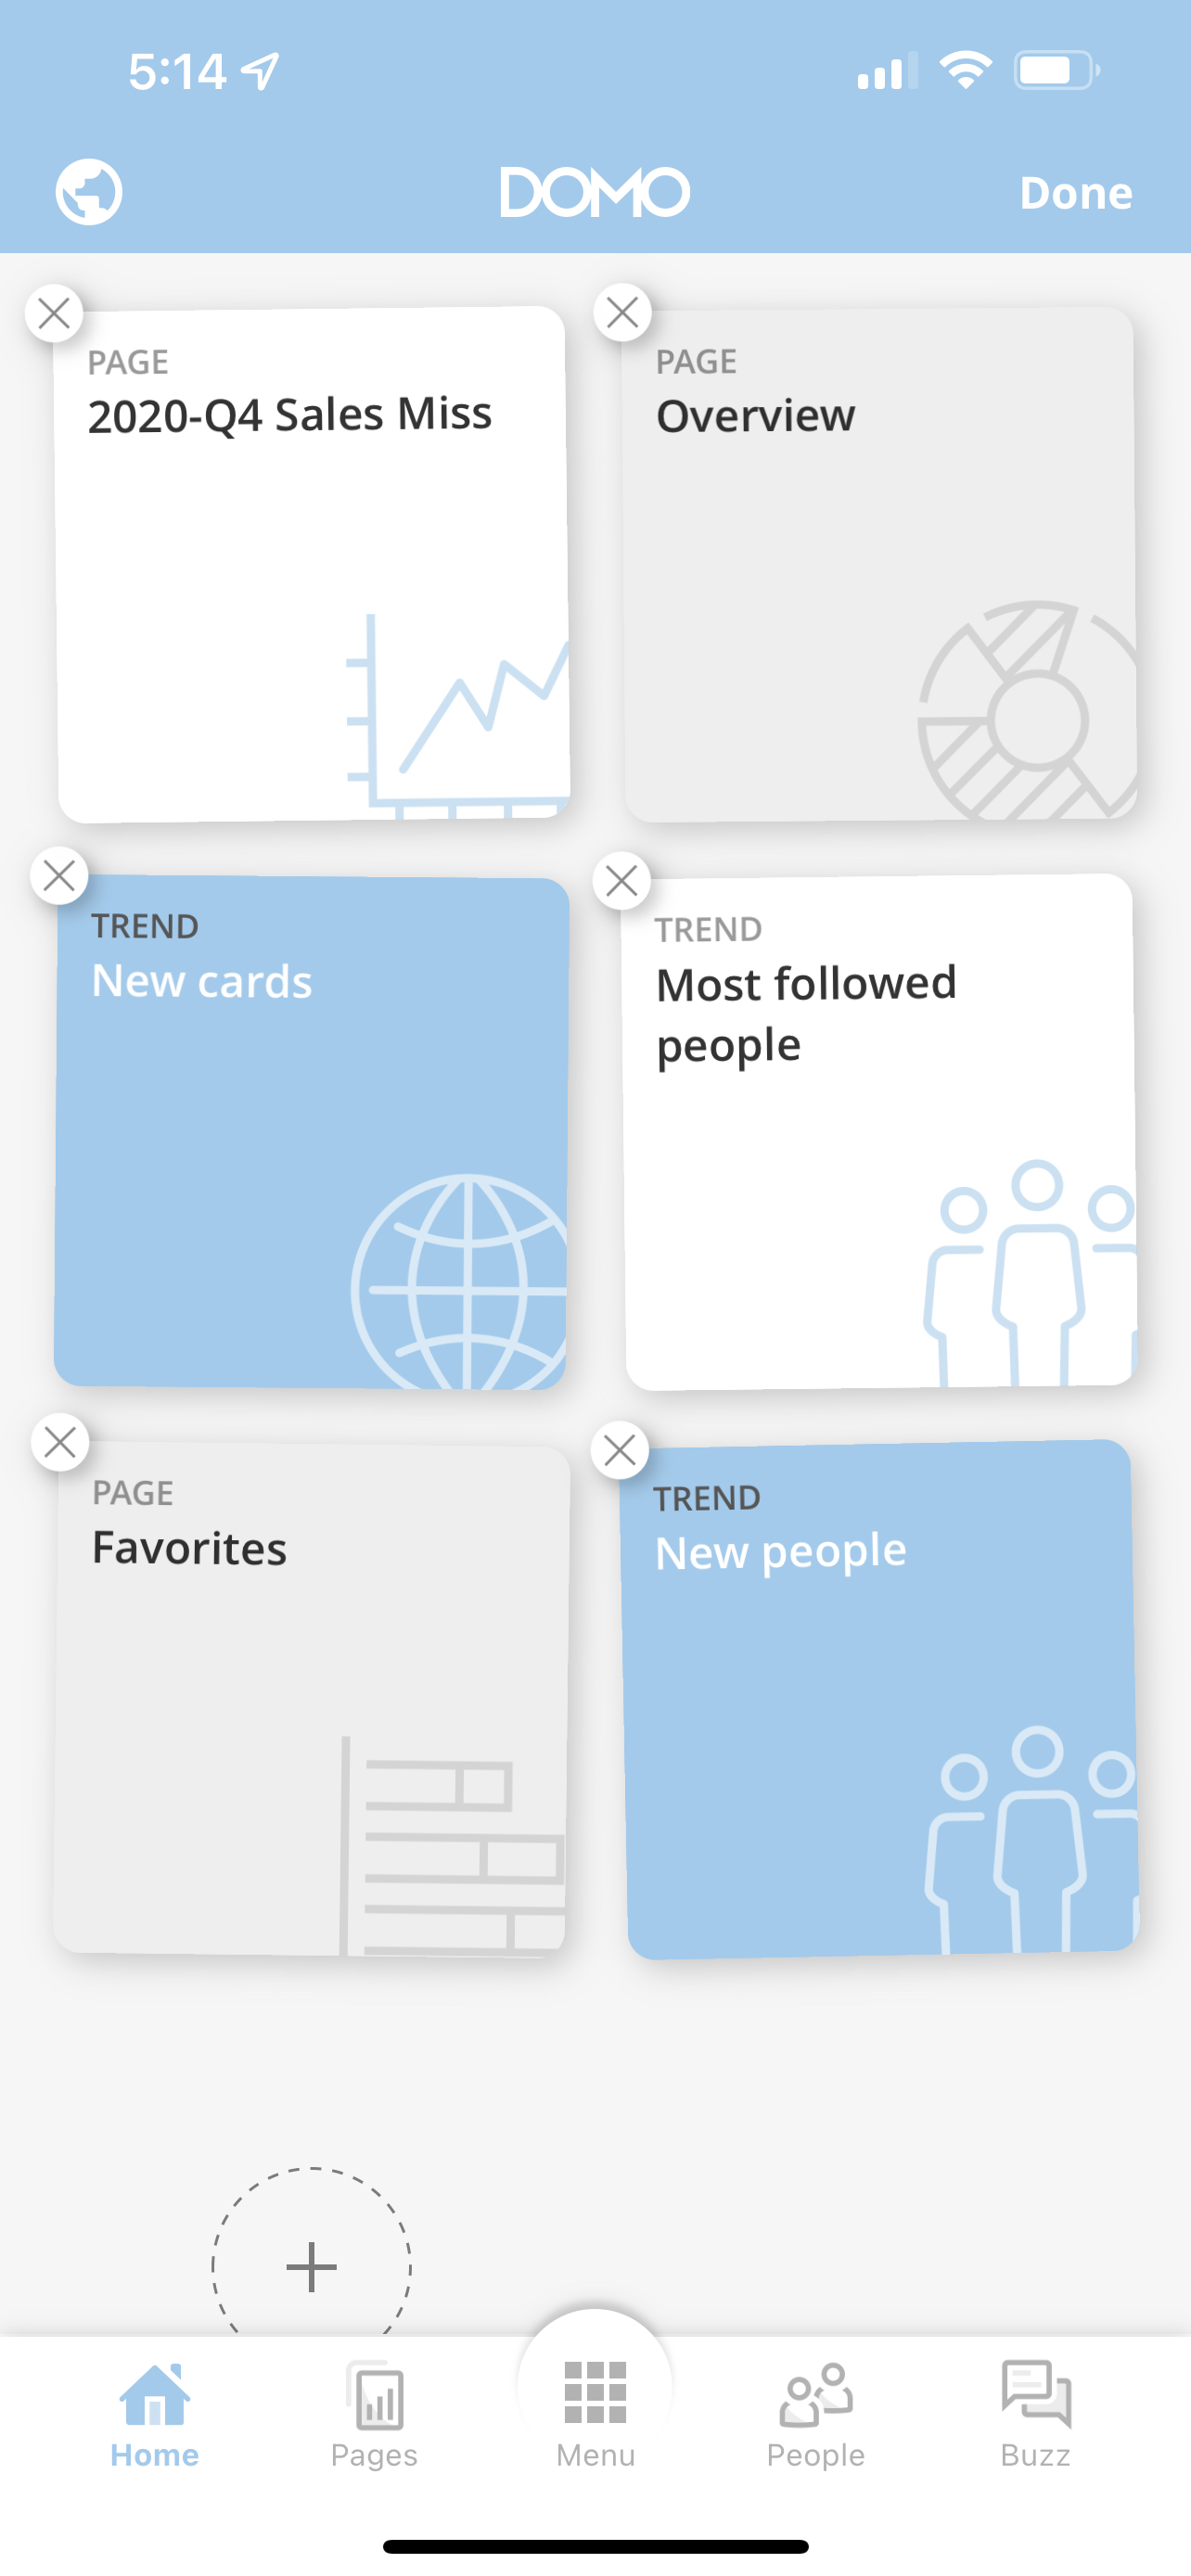 5:14
DOMO
Done
PAGE
2020-Q4 Sales Miss
PAGE
Overview
TREND
New cards
TREND
Most followed
people
PAGE
Favorites
TREND
New people
Home
Pages
Menu
People
Buzz